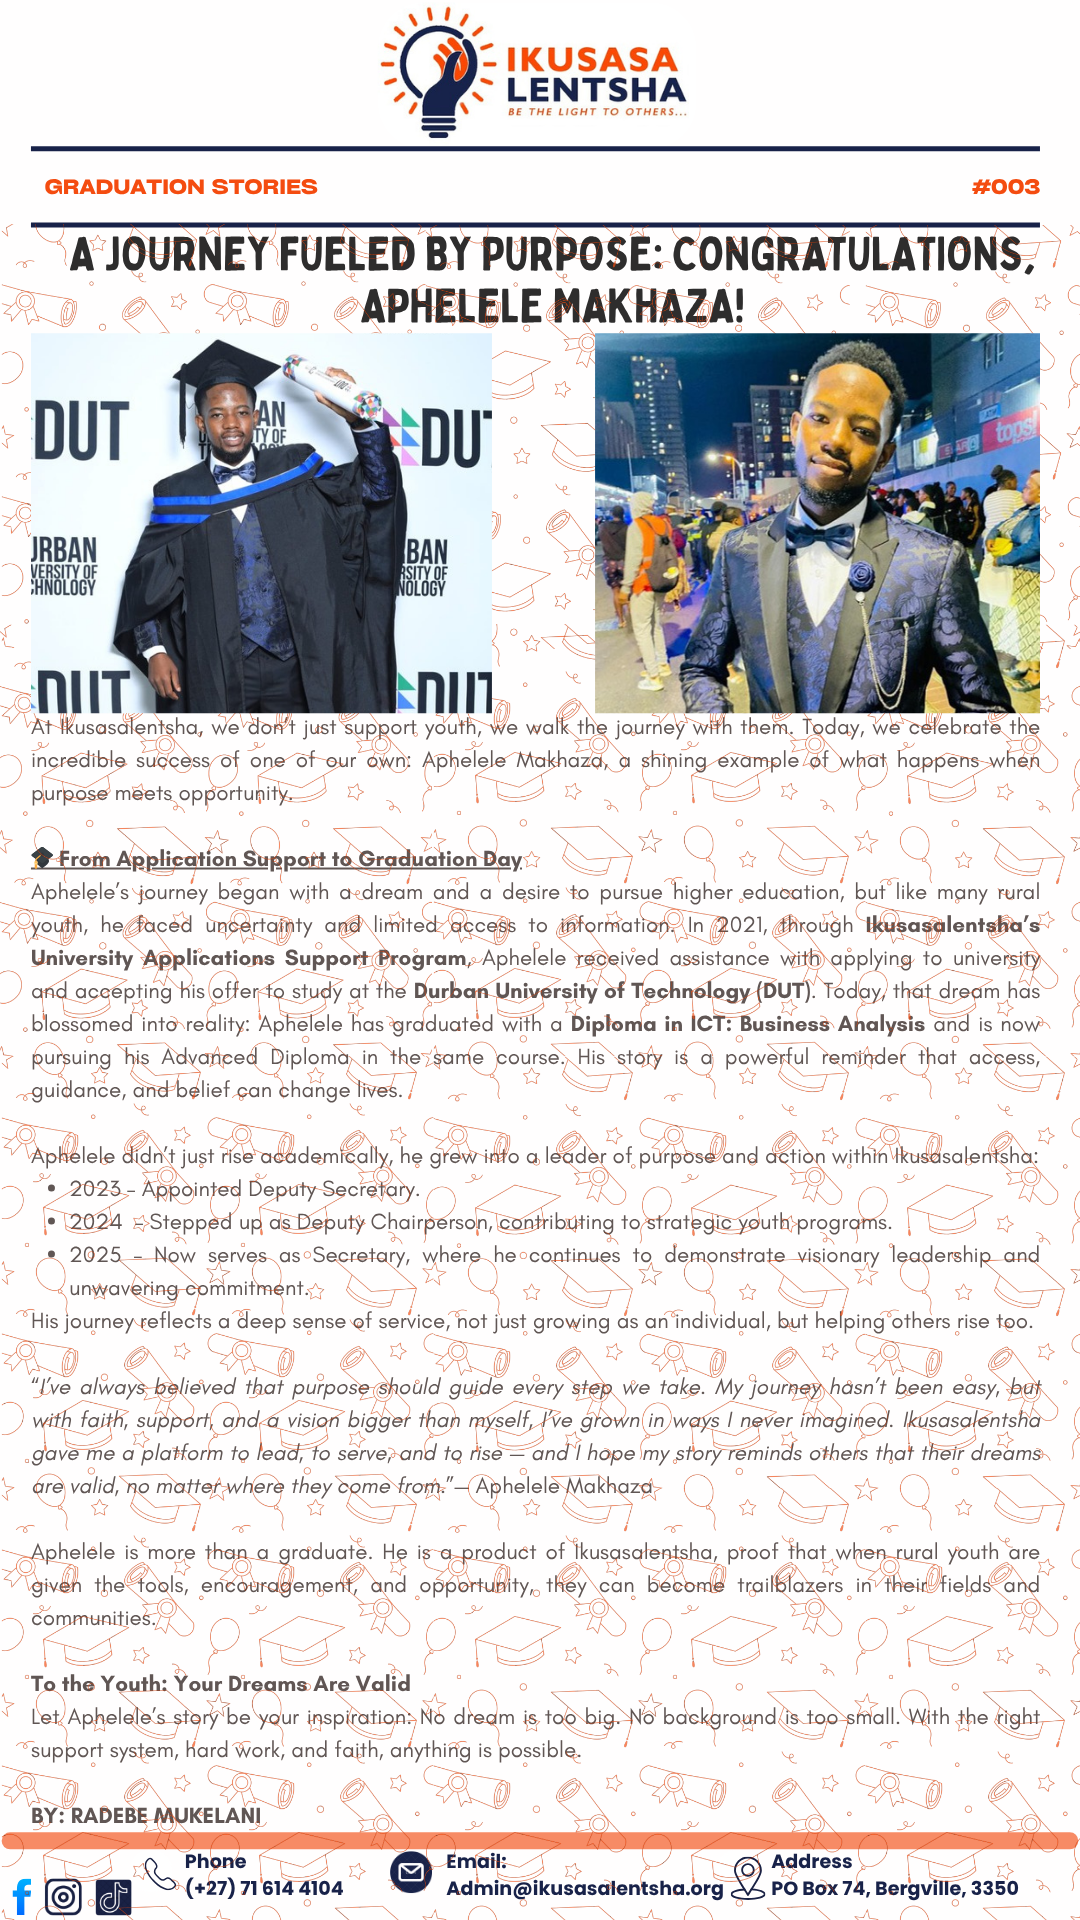 IKUSASA
LENTSHA
BE THE LIGHT TO OTHERS...
GRADUATION STORIES
#003
A JOURNEY FUELED BY PURPOSE: CONGRATULATIONS,
APHELELE MAKHAZA!
DUT
DUT
URBAN
VERSITY OF
CHNOLOGY
DUT
DUT
tops!
At Ikusasalentsha, we don't just support youth, we walk the journey with them. Today, we celebrate the
incredible success of one of our own: Aphelele Makhaza, a shining example of what happens when
purpose meets opportunity.
🎓 From Application Support to Graduation Day
Aphelele's journey began with a dream and a desire to pursue higher education, but like many rural
youth, he faced uncertainty and limited access to information. In 2021, through Ikusasalentsha's
University Applications Support Program, Aphelele received assistance with applying to university
and accepting his offer to study at the Durban University of Technology (DUT). Today, that dream has
blossomed into reality: Aphelele has graduated with a Diploma in ICT: Business Analysis and is now
pursuing his Advanced Diploma in the same course. His story is a powerful reminder that access,
guidance, and belief can change lives.
Aphelele didn't just rise academically, he grew into a leader of purpose and action within Ikusasalentsha:
• 2023 – Appointed Deputy Secretary.
• 2024 – Stepped up as Deputy Chairperson, contributing to strategic youth programs.
• 2025 – Now serves as Secretary, where he continues to demonstrate visionary leadership and
unwavering commitment.
His journey reflects a deep sense of service, not just growing as an individual, but helping others rise too.
“I've always believed that purpose should guide every step we take. My journey hasn't been easy, but
with faith, support, and a vision bigger than myself, I've grown in ways I never imagined. Ikusasalentsha
gave me a platform to lead, to serve, and to rise — and I hope my story reminds others that their dreams
are valid, no matter where they come from.”— Aphelele Makhaza
Aphelele is more than a graduate. He is a product of Ikusasalentsha, proof that when rural youth are
given the tools, encouragement, and opportunity, they can become trailblazers in their fields and
communities.
To the Youth: Your Dreams Are Valid
Let Aphelele's story be your inspiration: No dream is too big. No background is too small. With the right
support system, hard work, and faith, anything is possible.
BY: RADEBE MUKELANI
Phone
(+27) 71 614 4104
Email:
Admin@ikusasalentsha.org
Address
PO Box 74, Bergville, 3350